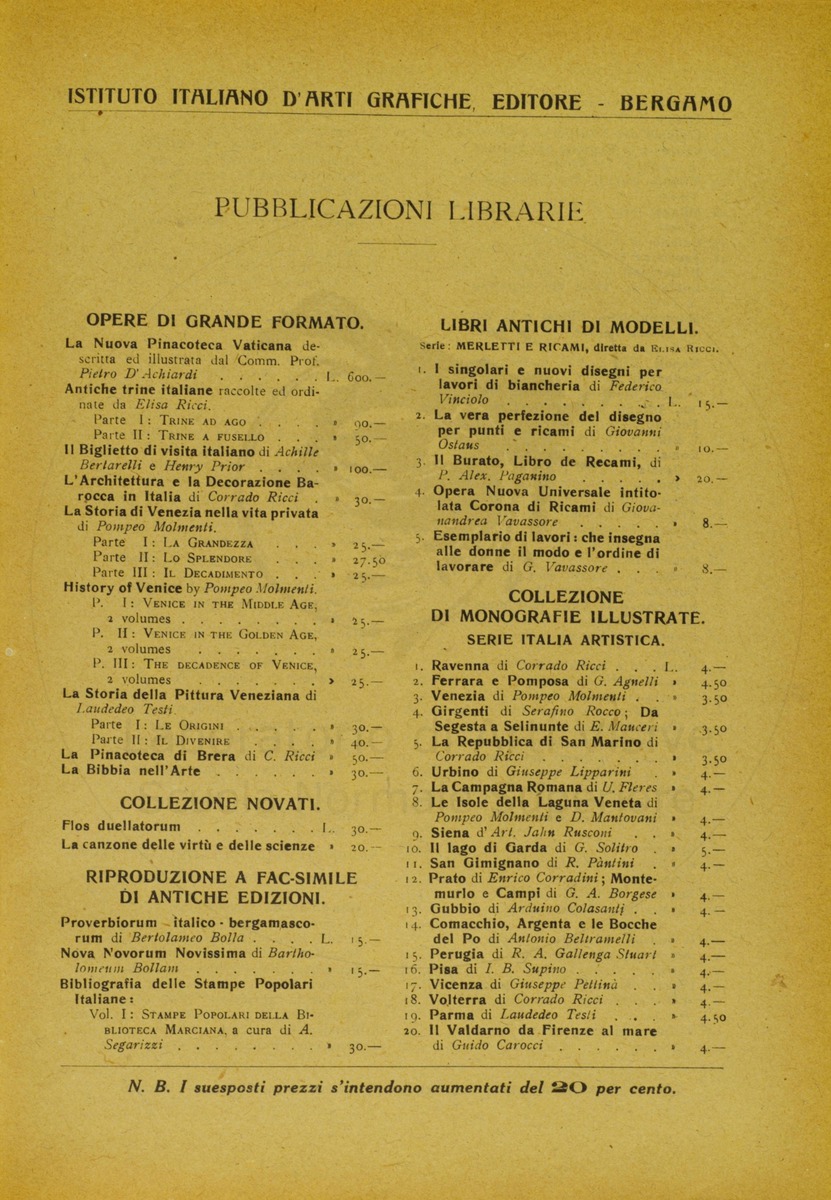 ISTITUTO ITALIANO D'ARTI GRAFICHE, EDITORE - BERGAMO
PUBBLICAZIONI LIBRARIE
OPERE DI GRANDE FORMATO.
La Nuova Pinacoteca Vaticana de-
scritta ed illustrata dal Comm. Prof.
Pietro D'Achiardi . . . . . . L. 600.—
Antiche trine italiane raccolte ed ordi-
nate da Elisa Ricci.
Parte I : TRINE AD AGO . . . . » 90.—
Parte II : TRINE A FUSELLO . . . » 50.—
Il Biglietto di visita italiano di Achille
Bertarelli e Henry Prior . . . . » 100.—
L'Architettura e la Decorazione Ba-
rocca in Italia di Corrado Ricci . » 30.—
La Storia di Venezia nella vita privata
di Pompeo Molmenti.
Parte I : LA GRANDEZZA . . . » 25.—
Parte II : LO SPLENDORE . . . » 27.50
Parte III : IL DECADIMENTO . . . » 25.—
History of Venice by Pompeo Molmenti.
P. I : VENICE IN THE MIDDLE AGE,
2 volumes . . . . . . . . » 25.—
P. II : VENICE IN THE GOLDEN AGE,
2 volumes . . . . . . . » 25.—
P. III : THE DECADENCE OF VENICE,
2 volumes . . . . . . . » 25.—
La Storia della Pittura Veneziana di
Laudedeo Testi
Parte I : LE ORIGINI . . . . . » 30.—
Parte II : IL DIVENIRE . . . . » 40.—
La Pinacoteca di Brera di C. Ricci » 50.—
La Bibbia nell'Arte . . . . . . » 30.—
COLLEZIONE NOVATI.
Flos duellatorum . . . . . . . L. 30.—
La canzone delle virtù e delle scienze » 20.—
RIPRODUZIONE A FAC-SIMILE
DI ANTICHE EDIZIONI.
Proverbiorum italico - bergamasco-
rum di Bertolameo Bolla . . . . L. 15.—
Nova Novorum Novissima di Bartho-
lomeum Bollam . . . . . . . » 15.—
Bibliografia delle Stampe Popolari
Italiane :
Vol. I : STAMPE POPOLARI DELLA BI-
BLIOTECA MARCIANA, a cura di A.
Segarizzi . . . . . . . . » 30.—
LIBRI ANTICHI DI MODELLI.
Serie : MERLETTI E RICAMI, diretta da ELISA RICCI.
1. I singolari e nuovi disegni per
lavori di biancheria di Federico
Vinciolo . . . . . . . . . L. 15.—
2. La vera perfezione del disegno
per punti e ricami di Giovanni
Ostaus . . . . . . . . . » 10.—
3. Il Burato, Libro de Recami, di
P. Alex. Paganino . . . . . » 20.—
4. Opera Nuova Universale intito-
lata Corona di Ricami di Giova-
nandrea Vavassore . . . . . » 8.—
5. Esemplario di lavori : che insegna
alle donne il modo e l'ordine di
lavorare di G. Vavassore . . . » 8.—
COLLEZIONE
DI MONOGRAFIE ILLUSTRATE.
SERIE ITALIA ARTISTICA.
1. Ravenna di Corrado Ricci . . . L. 4.—
2. Ferrara e Pomposa di G. Agnelli » 4.50
3. Venezia di Pompeo Molmenti . . » 3.50
4. Girgenti di Serafino Rocco ; Da
Segesta a Selinunte di E. Mauceri » 3.50
5. La Repubblica di San Marino di
Corrado Ricci . . . . . . . » 3.50
6. Urbino di Giuseppe Lipparini . » 4.—
7. La Campagna Romana di U. Fleres » 4.—
8. Le Isole della Laguna Veneta di
Pompeo Molmenti e D. Mantovani » 4.—
9. Siena d'Art. Jahn Rusconi . . » 4.—
10. Il lago di Garda di G. Solitro . » 5.—
11. San Gimignano di R. Pàntini . » 4.—
12. Prato di Enrico Corradini ; Monte-
murlo e Campi di G. A. Borgese » 4.—
13. Gubbio di Arduino Colasanti . . » 4.—
14. Comacchio, Argenta e le Bocche
del Po di Antonio Beltramelli . » 4.—
15. Perugia di R. A. Gallenga Stuart » 4.—
16. Pisa di I. B. Supino . . . . . » 4.—
17. Vicenza di Giuseppe Pettinà . . » 4.—
18. Volterra di Corrado Ricci . . . » 4.—
19. Parma di Laudedeo Testi . . . » 4.50
20. Il Valdarno da Firenze al mare
di Guido Carocci . . . . . . » 4.—
N. B. I suesposti prezzi s'intendono aumentati del 20 per cento.